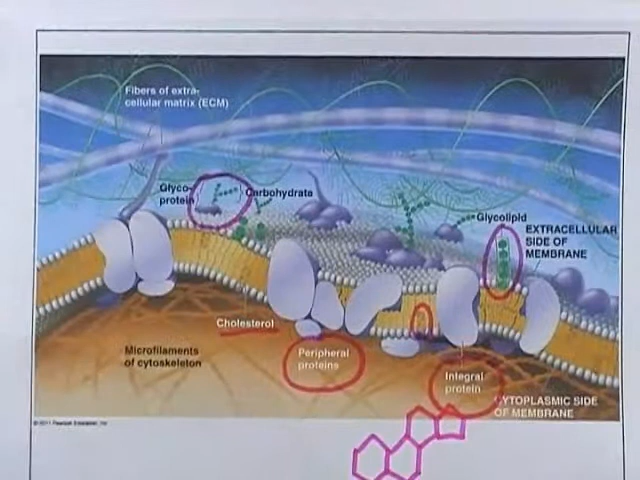 Fibers of extra-
cellular matrix (ECM)
Glyco-
protein
Carbohydrate
Glycolipid
EXTRACELLULAR
SIDE OF
MEMBRANE
Cholesterol
Microfilaments
of cytoskeleton
Peripheral
proteins
Integral
protein
CYTOPLASMIC SIDE
OF MEMBRANE